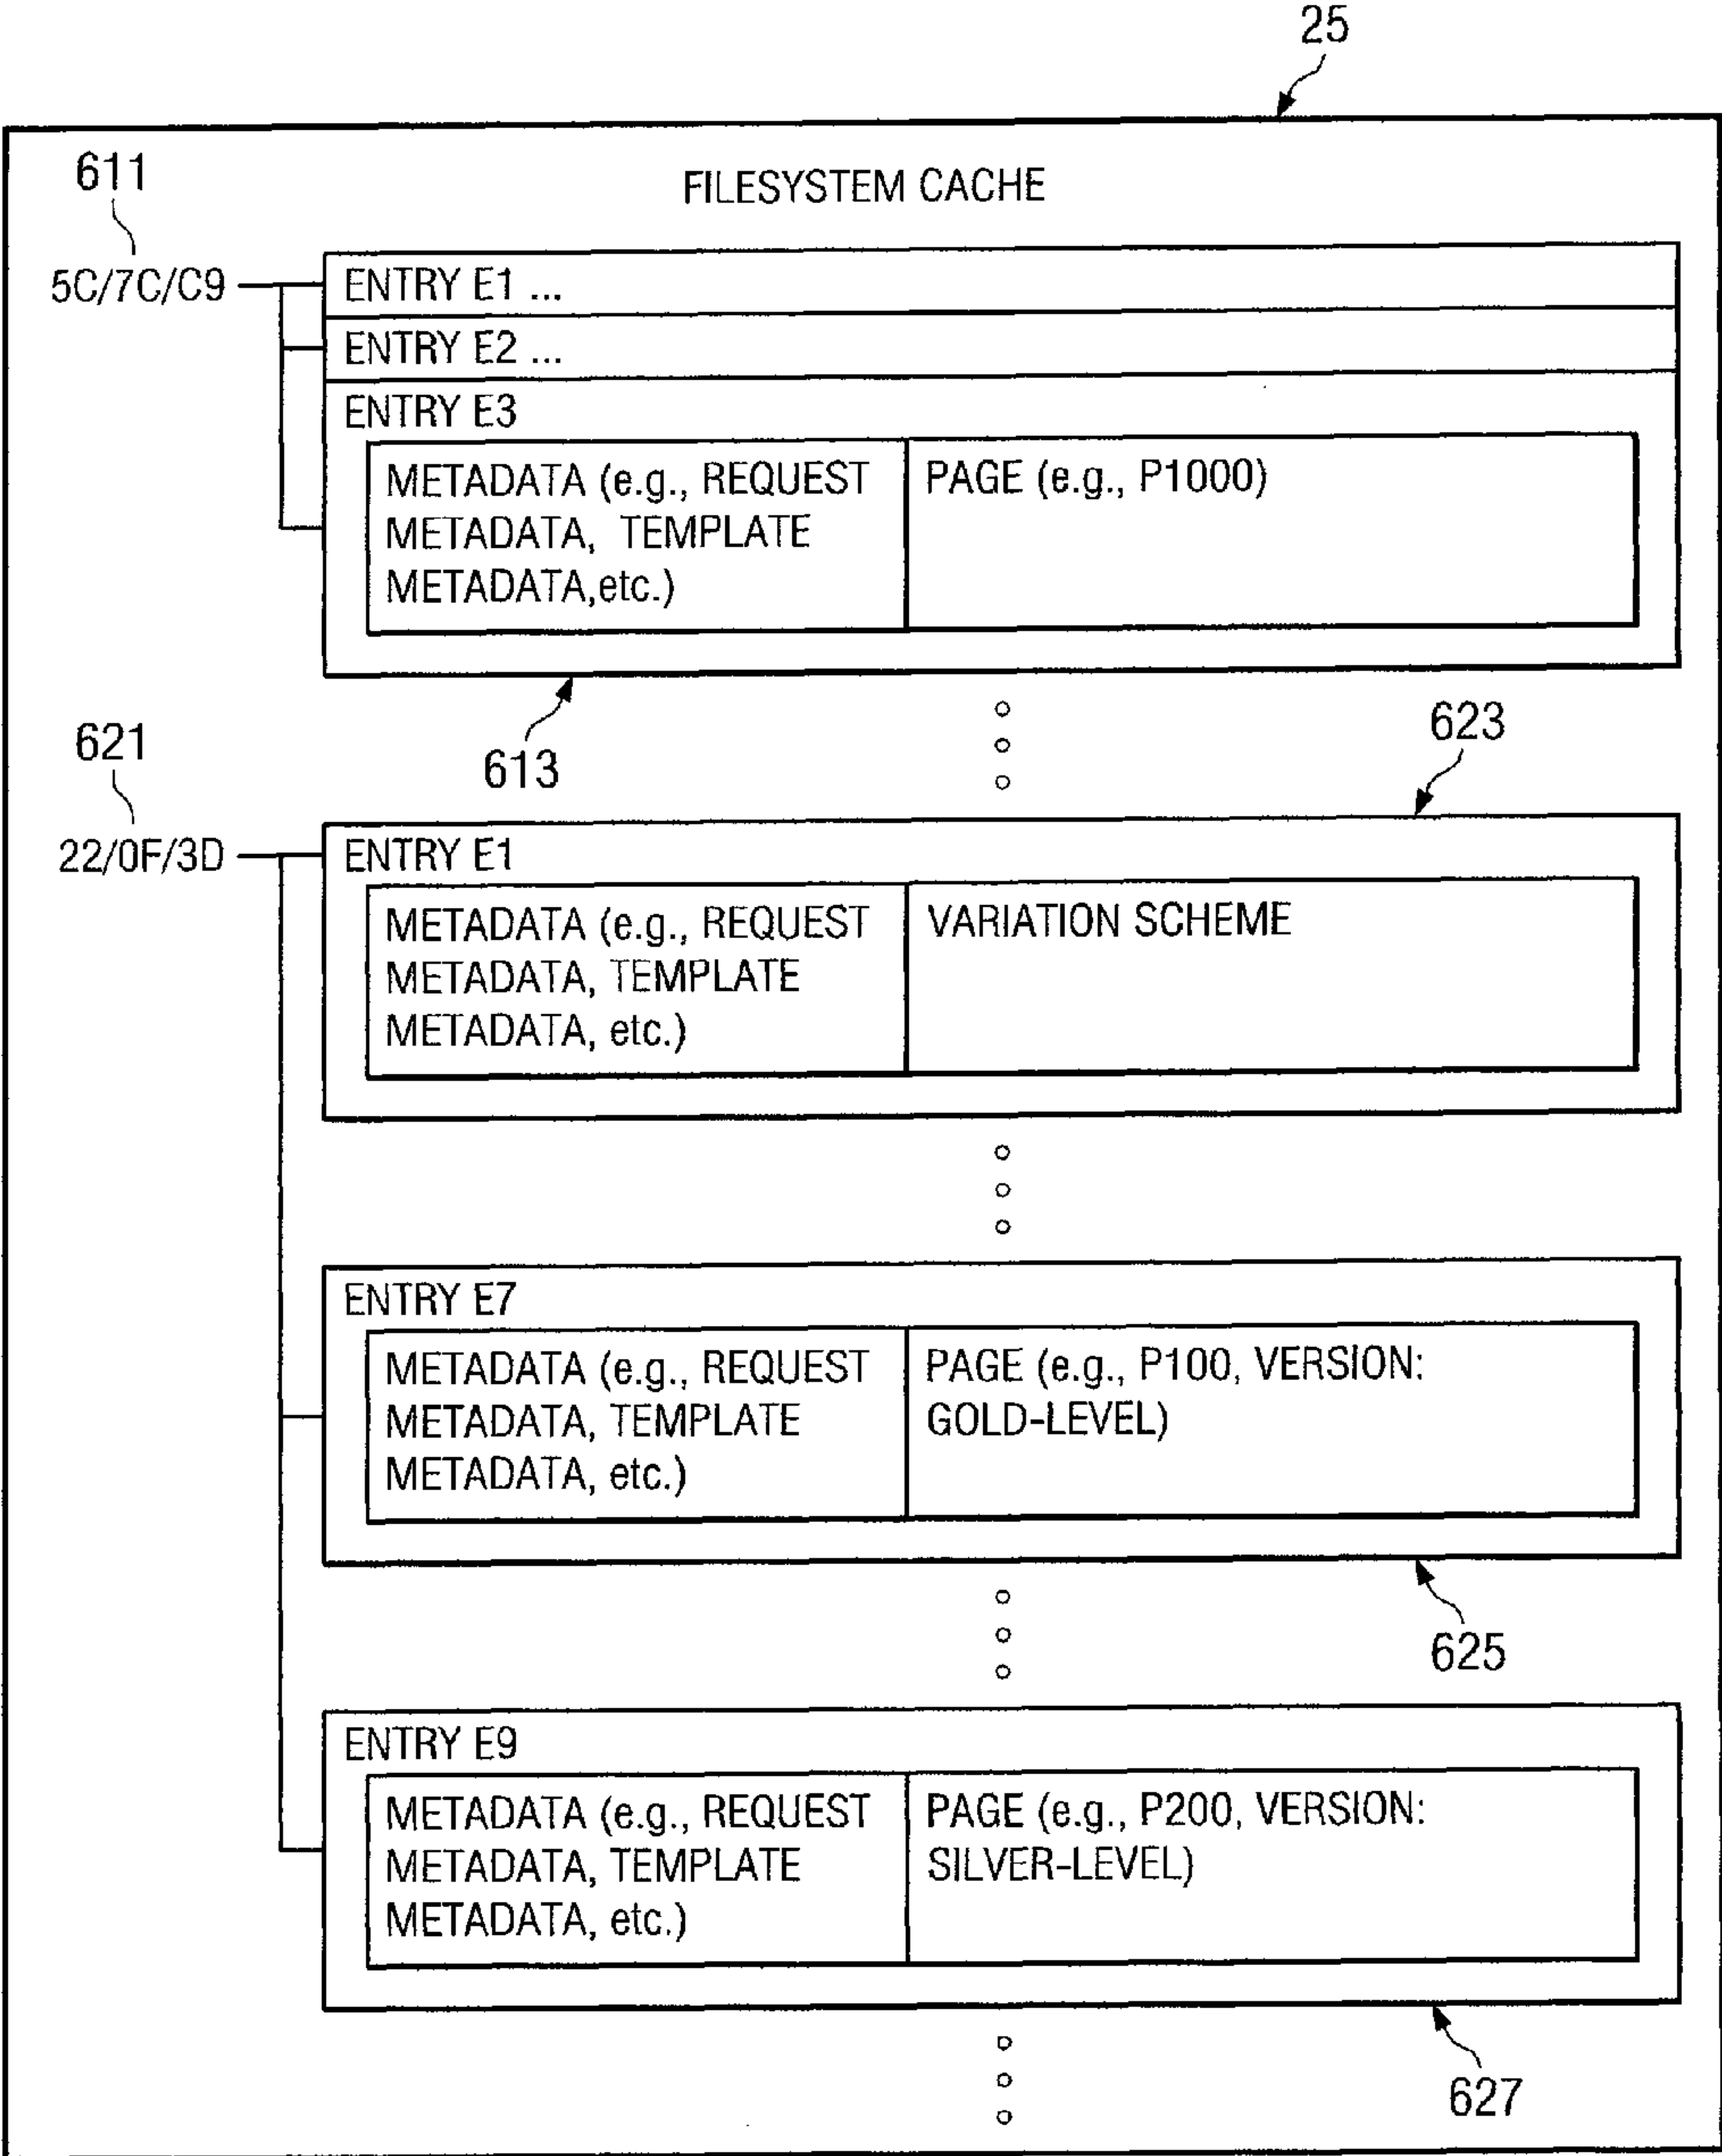 25
FILESYSTEM CACHE
611
5C/7C/C9
ENTRY E1 ...
ENTRY E2 ...
ENTRY E3
METADATA (e.g., REQUEST
METADATA, TEMPLATE
METADATA,etc.)
PAGE (e.g., P1000)
613
621
22/0F/3D
623
ENTRY E1
METADATA (e.g., REQUEST
METADATA, TEMPLATE
METADATA, etc.)
VARIATION SCHEME
ENTRY E7
METADATA (e.g., REQUEST
METADATA, TEMPLATE
METADATA, etc.)
PAGE (e.g., P100, VERSION:
GOLD-LEVEL)
625
ENTRY E9
METADATA (e.g., REQUEST
METADATA, TEMPLATE
METADATA, etc.)
PAGE (e.g., P200, VERSION:
SILVER-LEVEL)
627